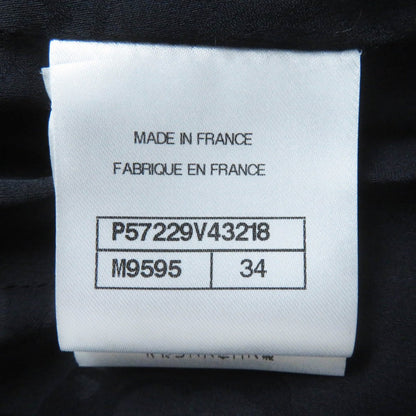 MADE IN FRANCE
FABRIQUE EN FRANCE
P57229V43218
M9595 34